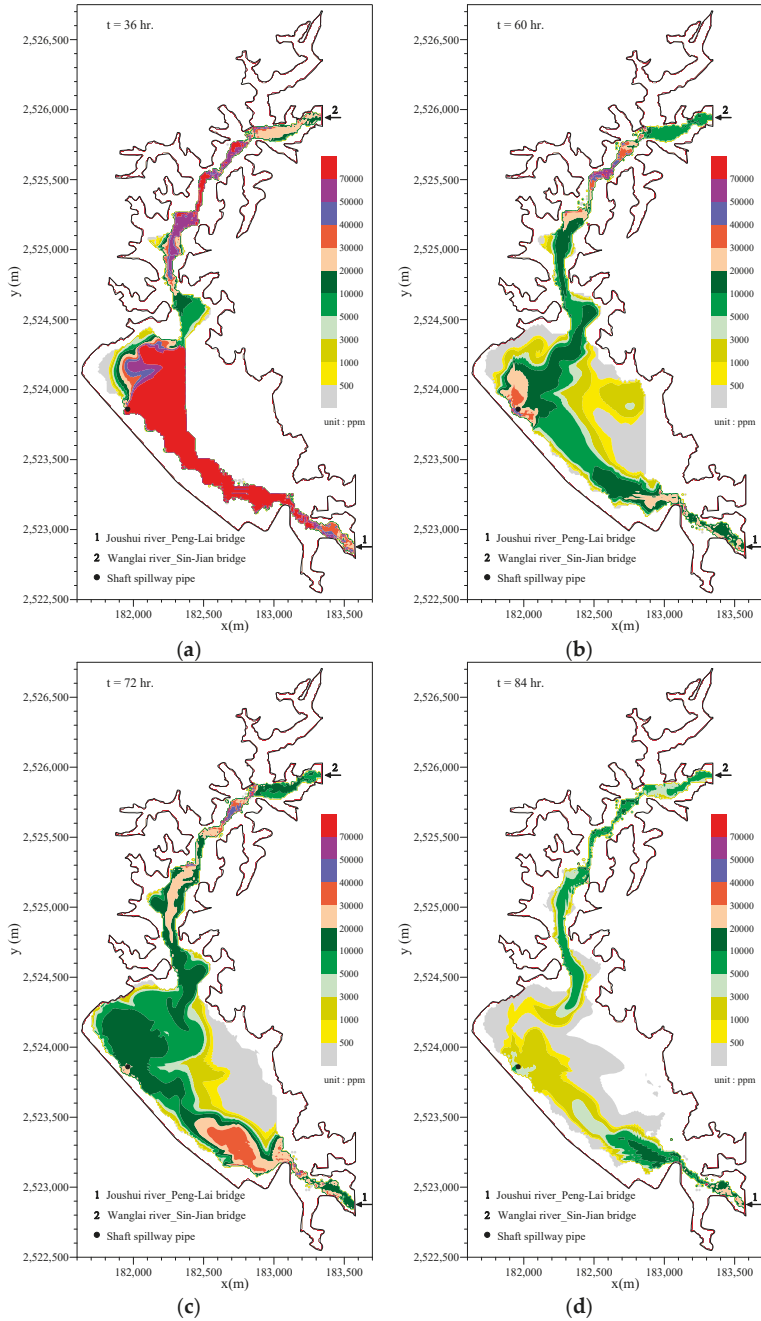 t = 36 hr.
2,526,500
2,526,000
2,525,500
2,525,000
2,524,500
2,524,000
2,523,500
2,523,000
2,522,500
y (m)
2
70000
50000
40000
30000
20000
10000
5000
3000
1000
500
unit : ppm
1 Joushui river_Peng-Lai bridge
2 Wanglai river_Sin-Jian bridge
Shaft spillway pipe
1
182,000 182,500 183,000 183,500
x(m)
(a)
t = 60 hr.
2,526,500
2,526,000
2,525,500
2,525,000
2,524,500
2,524,000
2,523,500
2,523,000
2,522,500
y (m)
2
70000
50000
40000
30000
20000
10000
5000
3000
1000
500
unit : ppm
1 Joushui river_Peng-Lai bridge
2 Wanglai river_Sin-Jian bridge
Shaft spillway pipe
1
182,000 182,500 183,000 183,500
x(m)
(b)
t = 72 hr.
2,526,500
2,526,000
2,525,500
2,525,000
2,524,500
2,524,000
2,523,500
2,523,000
2,522,500
y (m)
2
70000
50000
40000
30000
20000
10000
5000
3000
1000
500
unit : ppm
1 Joushui river_Peng-Lai bridge
2 Wanglai river_Sin-Jian bridge
Shaft spillway pipe
1
182,000 182,500 183,000 183,500
x(m)
(c)
t = 84 hr.
2,526,500
2,526,000
2,525,500
2,525,000
2,524,500
2,524,000
2,523,500
2,523,000
2,522,500
y (m)
2
70000
50000
40000
30000
20000
10000
5000
3000
1000
500
unit : ppm
1 Joushui river_Peng-Lai bridge
2 Wanglai river_Sin-Jian bridge
Shaft spillway pipe
1
182,000 182,500 183,000 183,500
x(m)
(d)